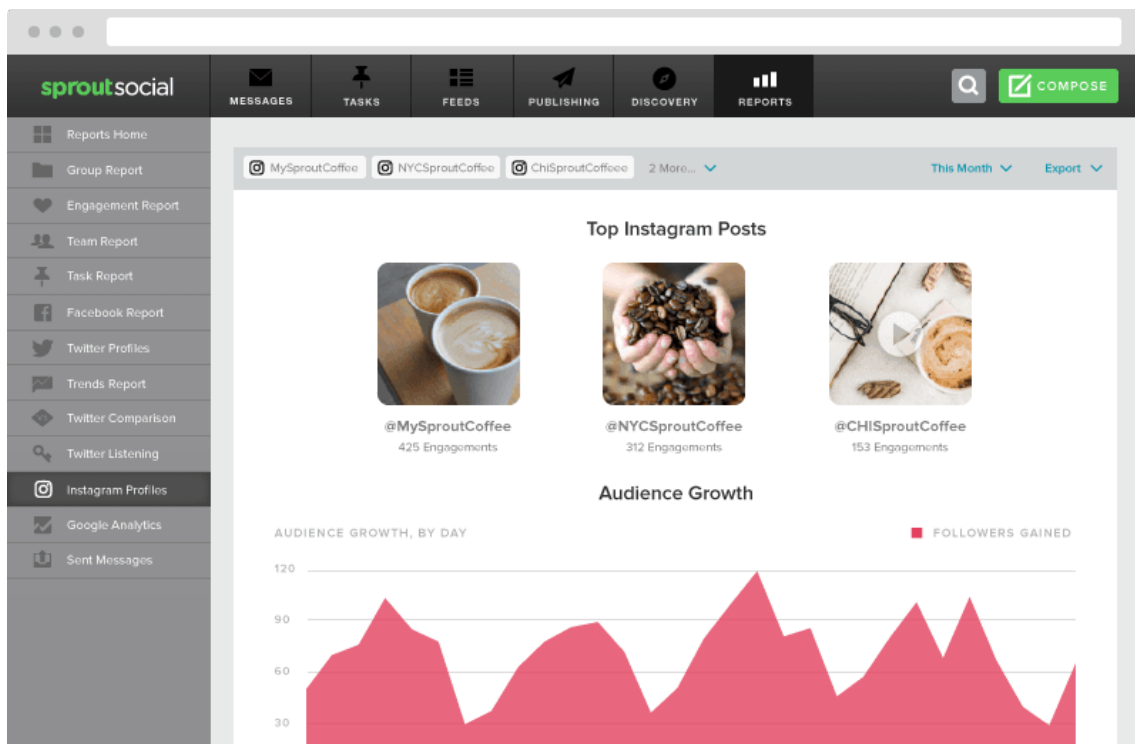 sproutsocial
MESSAGES
TASKS
FEEDS
PUBLISHING
DISCOVERY
REPORTS
COMPOSE
Reports Home
Group Report
Engagement Report
Team Report
Task Report
Facebook Report
Twitter Profiles
Trends Report
Twitter Comparison
Twitter Listening
Instagram Profiles
Google Analytics
Sent Messages
MySproutCoffee
NYCSproutCoffee
ChiSproutCoffeee
2 More...
This Month
Export
Top Instagram Posts
@MySproutCoffee
425 Engagements
@NYCSproutCoffee
312 Engagements
@CHISproutCoffee
153 Engagements
Audience Growth
AUDIENCE GROWTH, BY DAY
FOLLOWERS GAINED
120
90
60
30